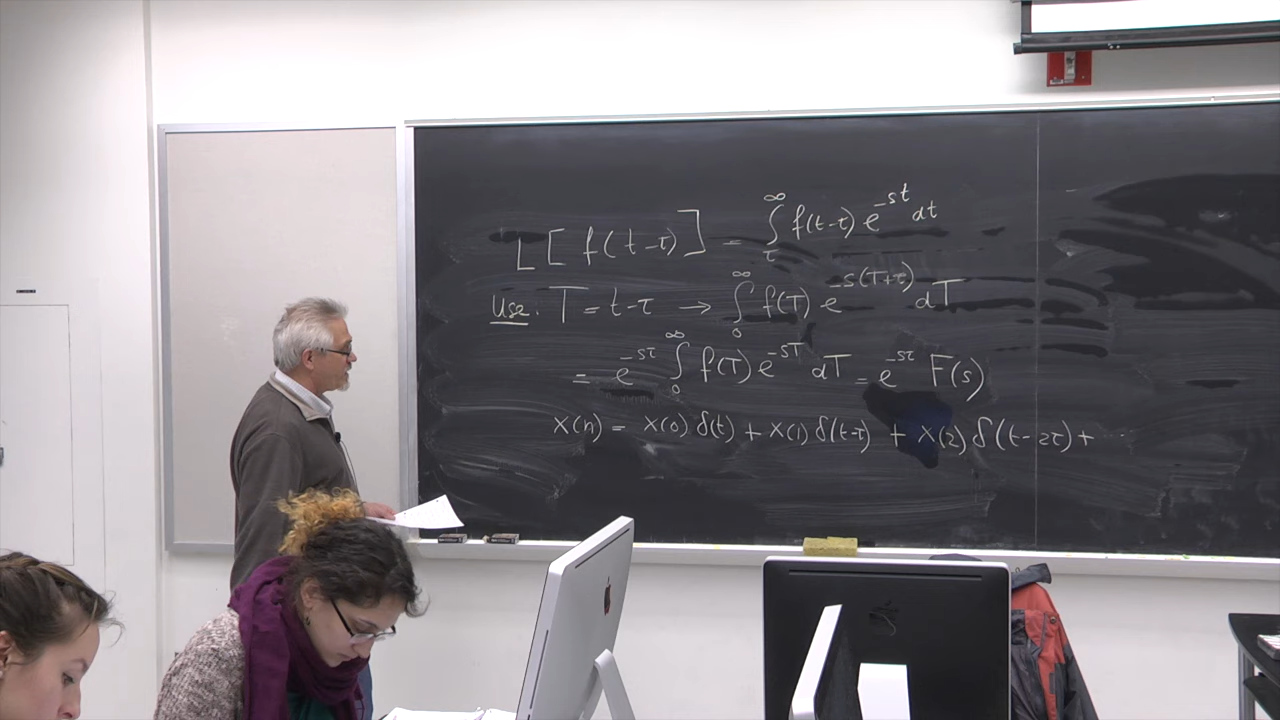 L[f(t-τ)] = ∫_τ^∞ f(t-τ) e^{-st} dt
Use: T = t-τ → ∫_0^∞ f(T) e^{-s(T+τ)} dT
= e^{-sτ} ∫_0^∞ f(T) e^{-sT} dT = e^{-sτ} F(s)
x(n) = x(0) δ(t) + x(1) δ(t-τ) + x(2) δ(t-2τ) + ...